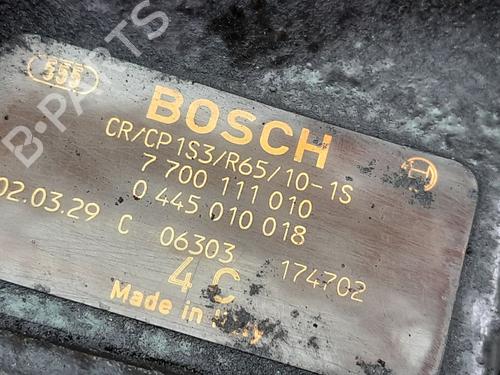 B-PARTS
555
BOSCH
CR/CP1S3/R65/10-1S
7 700 111 010
0 445 010 018
02.03.29 C 06303 174702
4C
Made in Italy